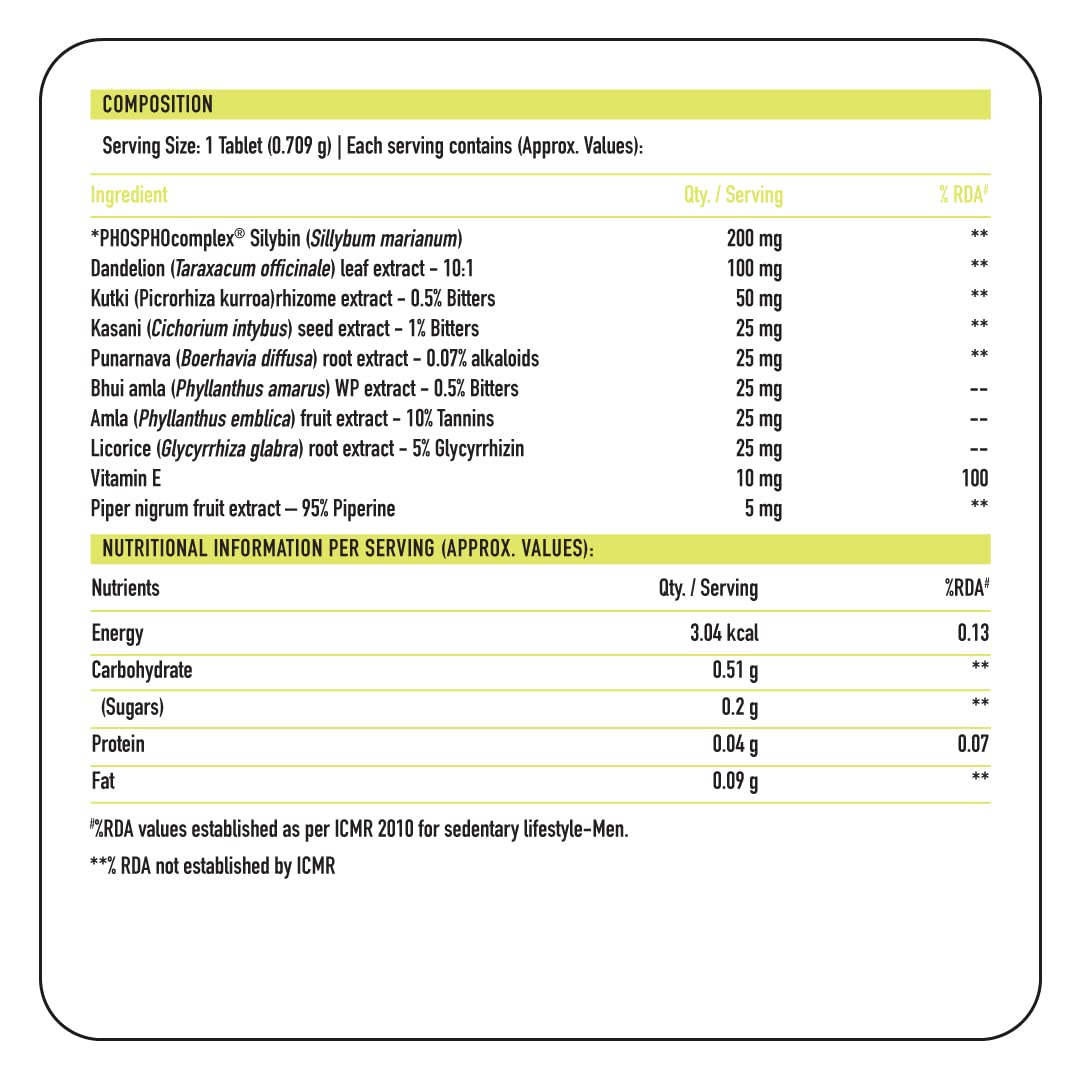 COMPOSITION
Serving Size: 1 Tablet (0.709 g) | Each serving contains (Approx. Values):
Ingredient Qty. / Serving % RDA#
*PHOSPHOcomplex® Silybin (Sillybum marianum) 200 mg **
Dandelion (Taraxacum officinale) leaf extract - 10:1 100 mg **
Kutki (Picrorhiza kurroa)rhizome extract - 0.5% Bitters 50 mg **
Kasani (Cichorium intybus) seed extract - 1% Bitters 25 mg **
Punarnava (Boerhavia diffusa) root extract - 0.07% alkaloids 25 mg **
Bhui amla (Phyllanthus amarus) WP extract - 0.5% Bitters 25 mg --
Amla (Phyllanthus emblica) fruit extract - 10% Tannins 25 mg --
Licorice (Glycyrrhiza glabra) root extract - 5% Glycyrrhizin 25 mg --
Vitamin E 10 mg 100
Piper nigrum fruit extract – 95% Piperine 5 mg **
NUTRITIONAL INFORMATION PER SERVING (APPROX. VALUES):
Nutrients Qty. / Serving %RDA#
Energy 3.04 kcal 0.13
Carbohydrate 0.51 g **
(Sugars) 0.2 g **
Protein 0.04 g 0.07
Fat 0.09 g **
#%RDA values established as per ICMR 2010 for sedentary lifestyle-Men.
**% RDA not established by ICMR